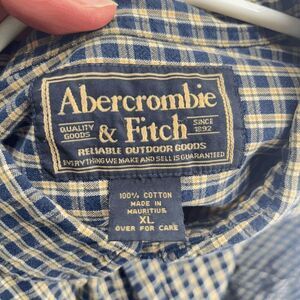 Abercrombie
QUALITY GOODS & Fitch SINCE 1892
RELIABLE OUTDOOR GOODS
EVERYTHING WE MAKE AND SELL IS GUARANTEED
100% COTTON
MADE IN
MAURITIUS
XL
OVER FOR CARE